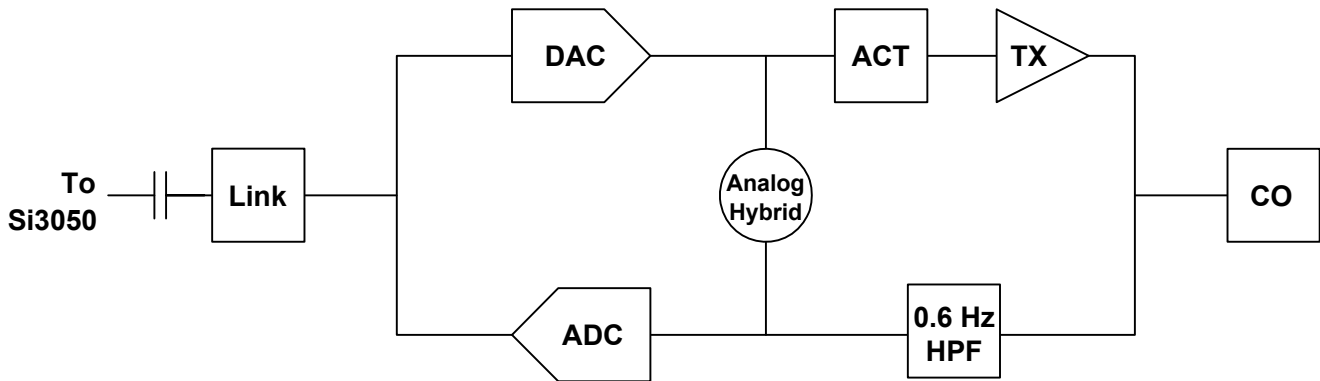 DAC
ACT
TX
To
Si3050
Link
Analog
Hybrid
CO
ADC
0.6 Hz
HPF